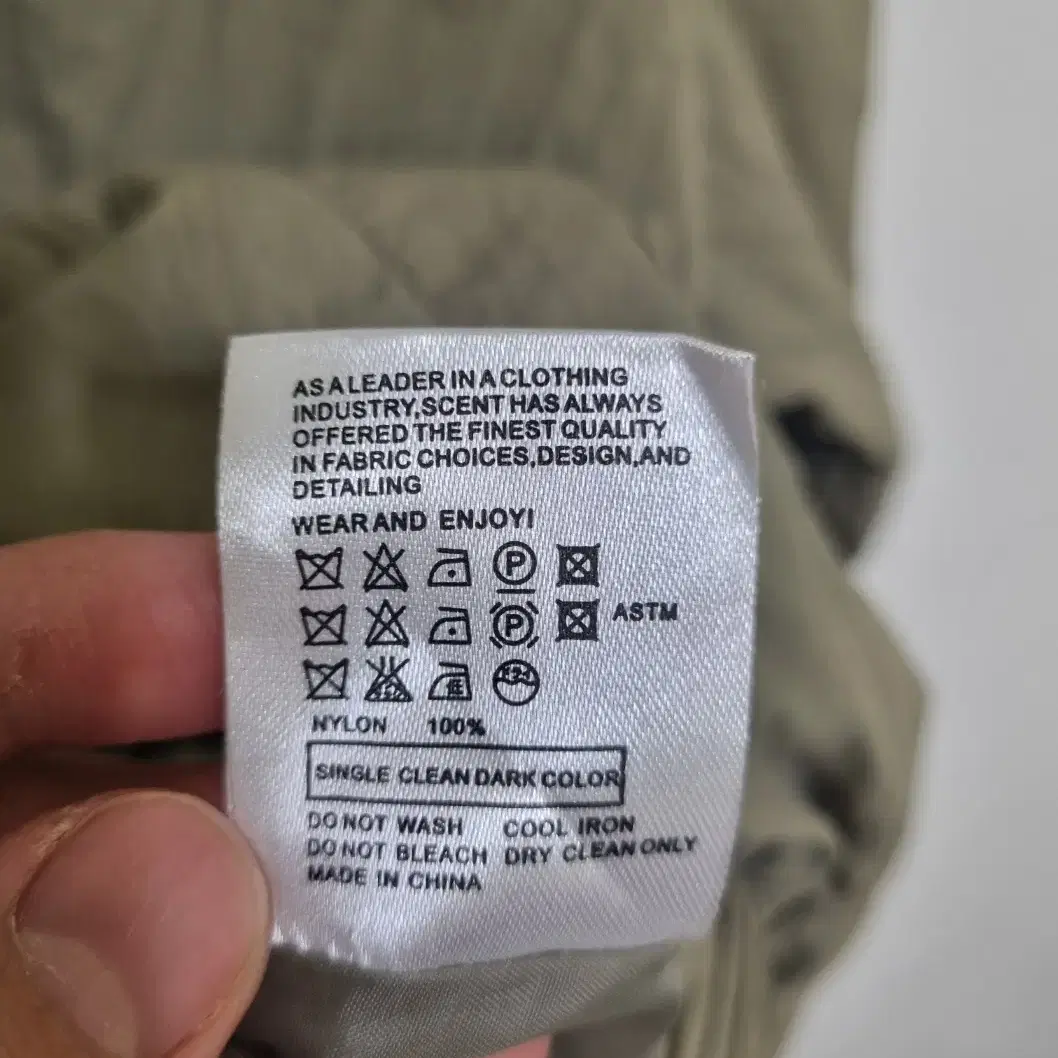 AS A LEADER IN A CLOTHING
INDUSTRY,SCENT HAS ALWAYS
OFFERED THE FINEST QUALITY
IN FABRIC CHOICES,DESIGN,AND
DETAILING
WEAR AND ENJOY!
P
P ASTM
NYLON 100%
SINGLE CLEAN DARK COLOR
DO NOT WASH COOL IRON
DO NOT BLEACH DRY CLEAN ONLY
MADE IN CHINA